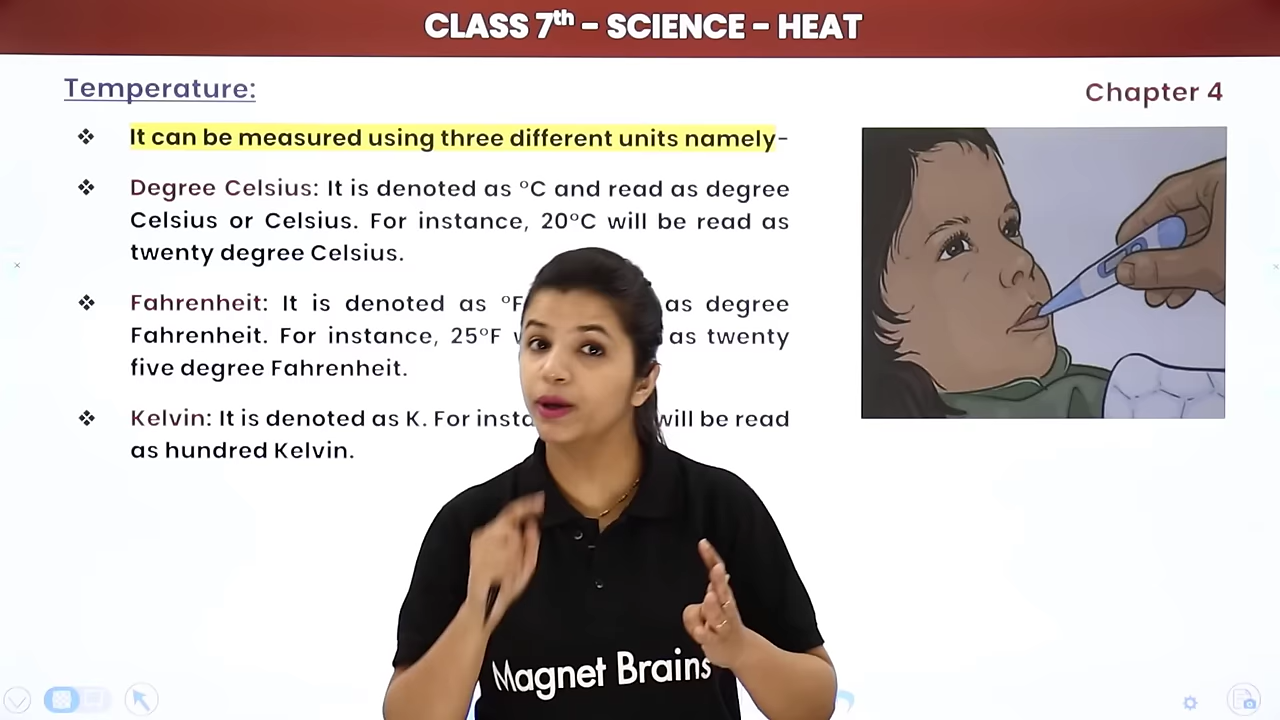 CLASS 7th - SCIENCE - HEAT
Temperature:
Chapter 4
❖ It can be measured using three different units namely-
❖ Degree Celsius: It is denoted as °C and read as degree
Celsius or Celsius. For instance, 20°C will be read as
twenty degree Celsius.
❖ Fahrenheit: It is denoted as °F as degree
Fahrenheit. For instance, 25°F as twenty
five degree Fahrenheit.
❖ Kelvin: It is denoted as K. For will be read
as hundred Kelvin.
Magnet Brains